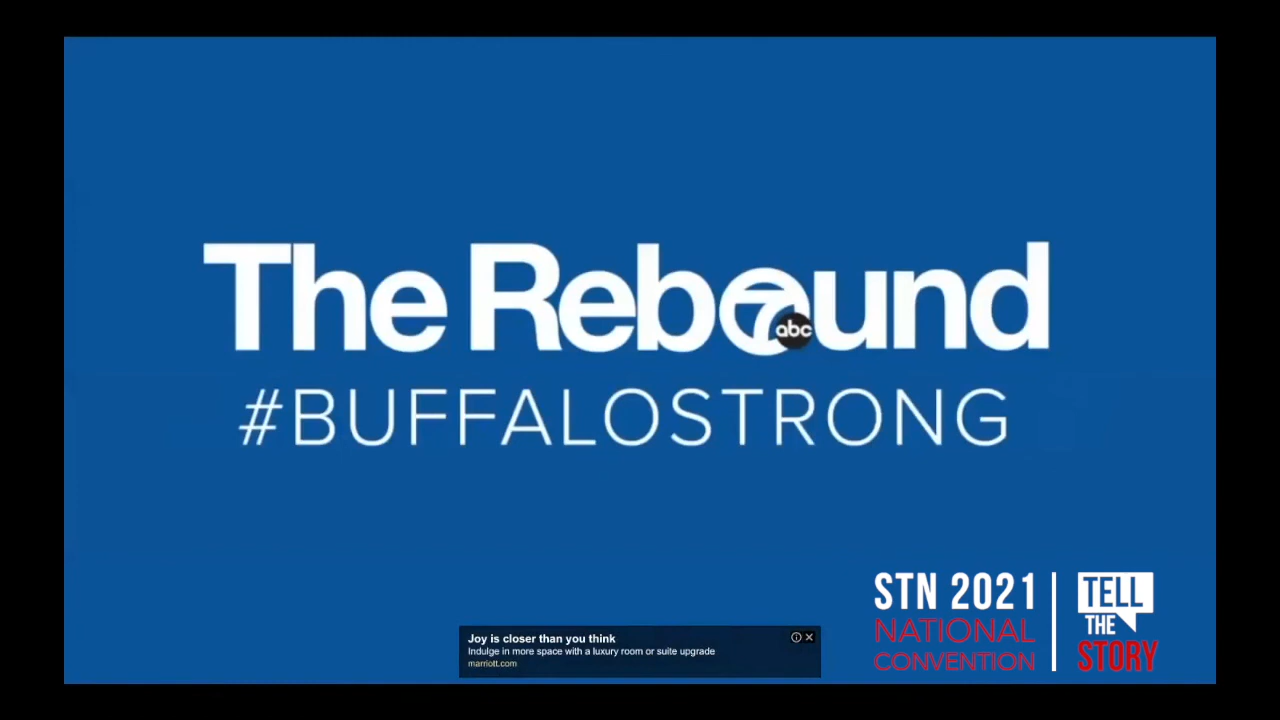 The Rebound
7 abc
#BUFFALOSTRONG
STN 2021
NATIONAL
CONVENTION
TELL
THE
STORY
Joy is closer than you think
Indulge in more space with a luxury room or suite upgrade
marriott.com